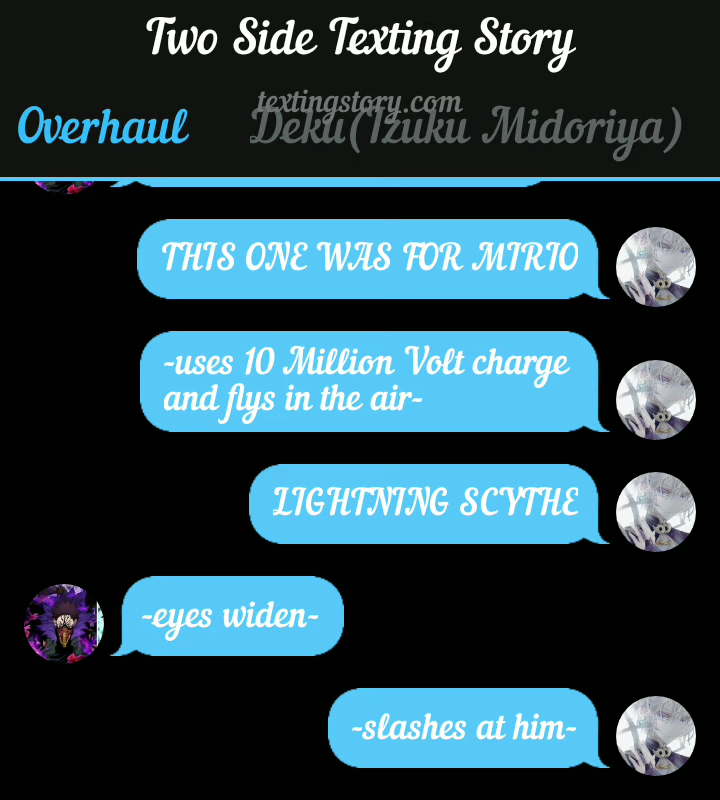 Two Side Texting Story
textingstory.com
Overhaul Deku(Izuku Midoriya)
THIS ONE WAS FOR MIRIO
-uses 10 Million Volt charge
and flys in the air-
LIGHTNING SCYTHE
-eyes widen-
-slashes at him-